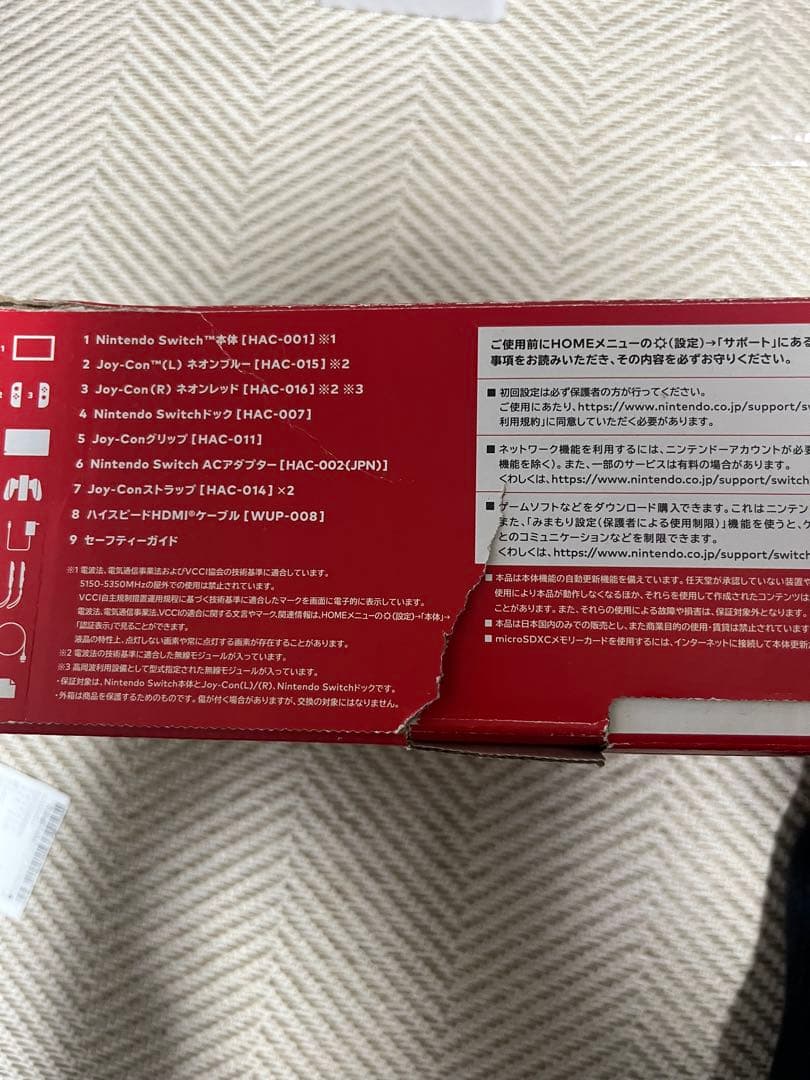 1 Nintendo Switch™本体 [HAC-001] ※1
2 Joy-Con™(L) ネオンブルー [HAC-015] ※2
3 Joy-Con(R) ネオンレッド [HAC-016] ※2 ※3
4 Nintendo Switchドック [HAC-007]
5 Joy-Conグリップ [HAC-011]
6 Nintendo Switch ACアダプター [HAC-002(JPN)]
7 Joy-Conストラップ [HAC-014] ×2
8 ハイスピードHDMI®ケーブル [WUP-008]
9 セーフティーガイド
※1 電波法、電気通信事業法およびVCCI協会の技術基準に適合しています。
5150-5350MHzの屋外での使用は禁止されています。
VCCI自主規制措置運用規程に基づく技術基準に適合したマークを画面に電子的に表示しています。
電波法、電気通信事業法、VCCIの適合に関する文言やマーク、関連情報は、HOMEメニューの(設定)→「本体」→
「認証表示」で見ることができます。
液晶の特性上、点灯しない画素や常に点灯する画素が存在することがあります。
※2 電波法の技術基準に適合した無線モジュールが入っています。
※3 高周波利用設備として型式指定された無線モジュールが入っています。
・保証対象は、Nintendo Switch本体とJoy-Con(L)/(R)、Nintendo Switchドックです。
・外箱は商品を保護するためのものです。傷が付く場合がありますが、交換の対象にはなりません。
1
2 3
ご使用前にHOMEメニューの(設定)→「サポート」にある
事項をお読みいただき、その内容を必ずお守りください。
■ 初回設定は必ず保護者の方が行ってください。
ご使用にあたり、https://www.nintendo.co.jp/support/sw
利用規約」に同意していただく必要があります。
■ ネットワーク機能を利用するには、ニンテンドーアカウントが必要
機能を除く)。また、一部のサービスは有料の場合があります。
くわしくは、https://www.nintendo.co.jp/support/switch
■ ゲームソフトなどをダウンロード購入できます。これはニンテン
また、「みまもり設定(保護者による使用制限)」機能を使うと、ゲ
とのコミュニケーションなどを制限できます。
くわしくは、https://www.nintendo.co.jp/support/switch
■ 本品は本体機能の自動更新機能を備えています。任天堂が承認していない装置や
使用により本品が動作しなくなるほか、それらを使用して作成されたコンテンツは
ことがあります。また、それらの使用による故障や損害は、保証対象外となります。
■ 本品は日本国内のみでの販売とし、また商業目的の使用・賃貸は禁止されています
■ microSDXCメモリーカードを使用するには、インターネットに接続して本体更新が